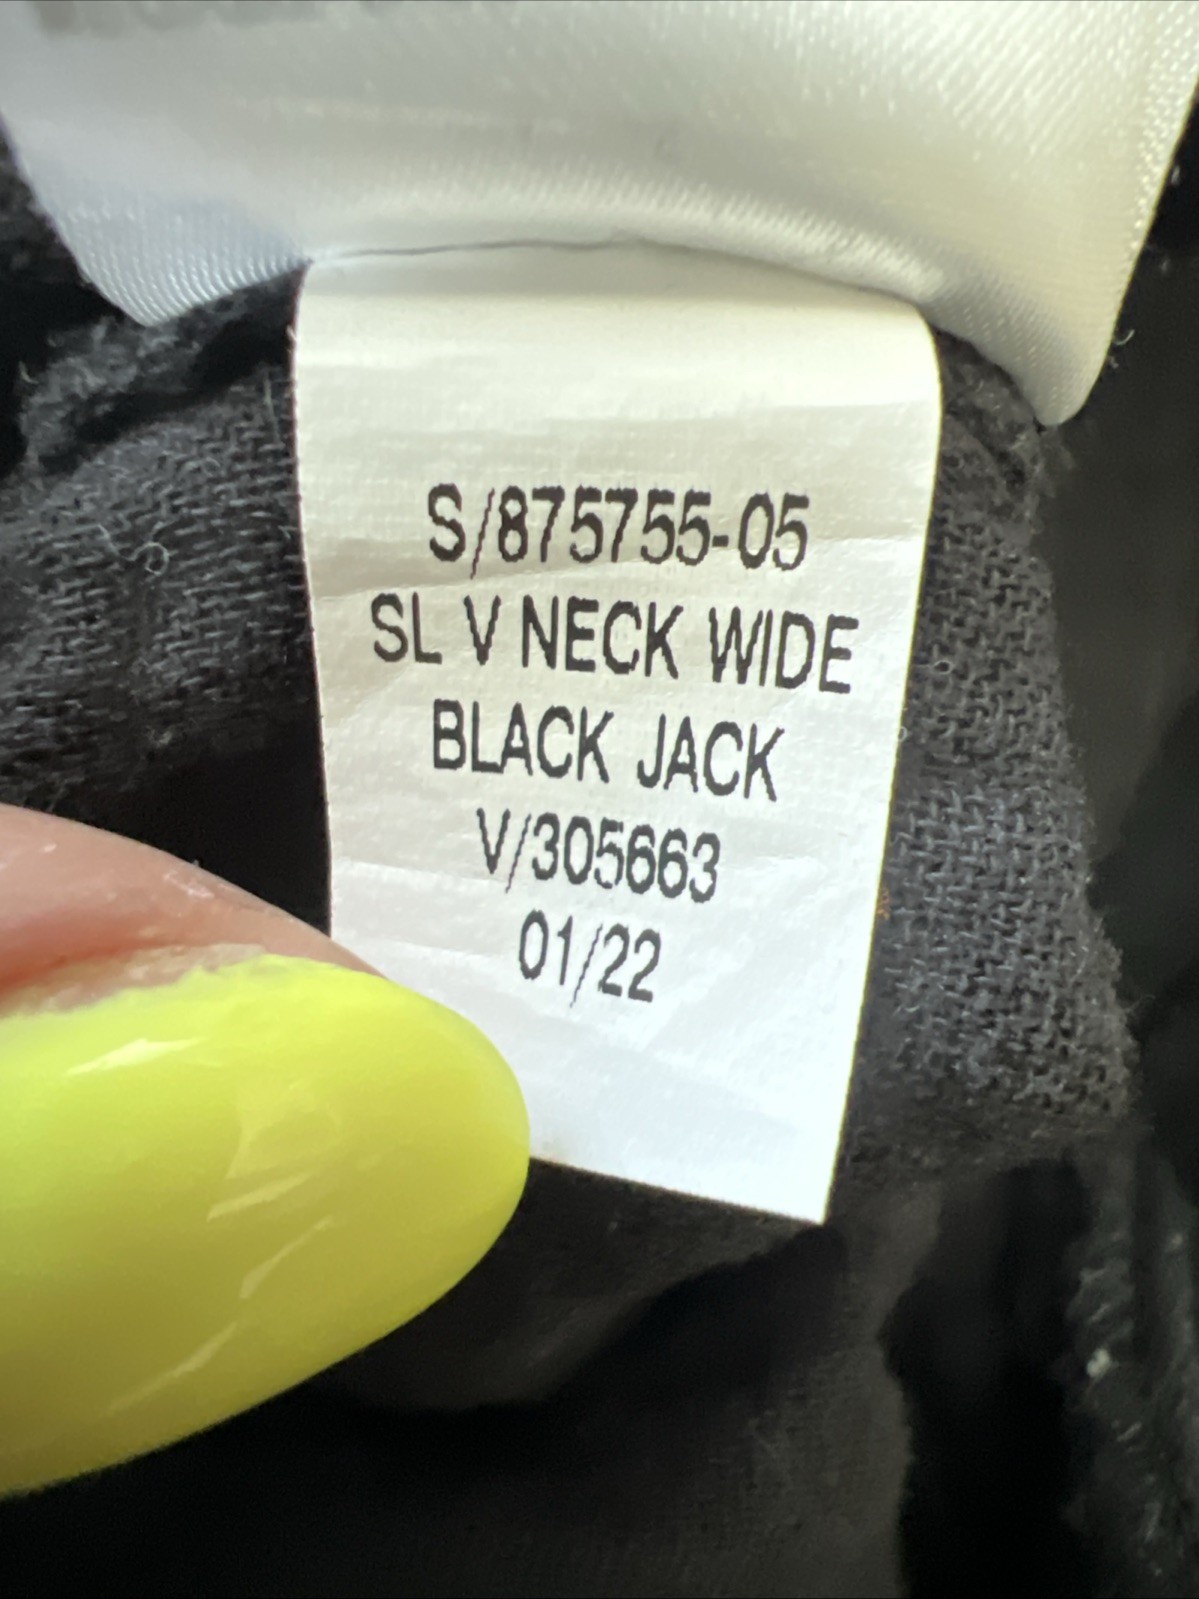 S/875755-05
SL V NECK WIDE
BLACK JACK
V/305663
01/22